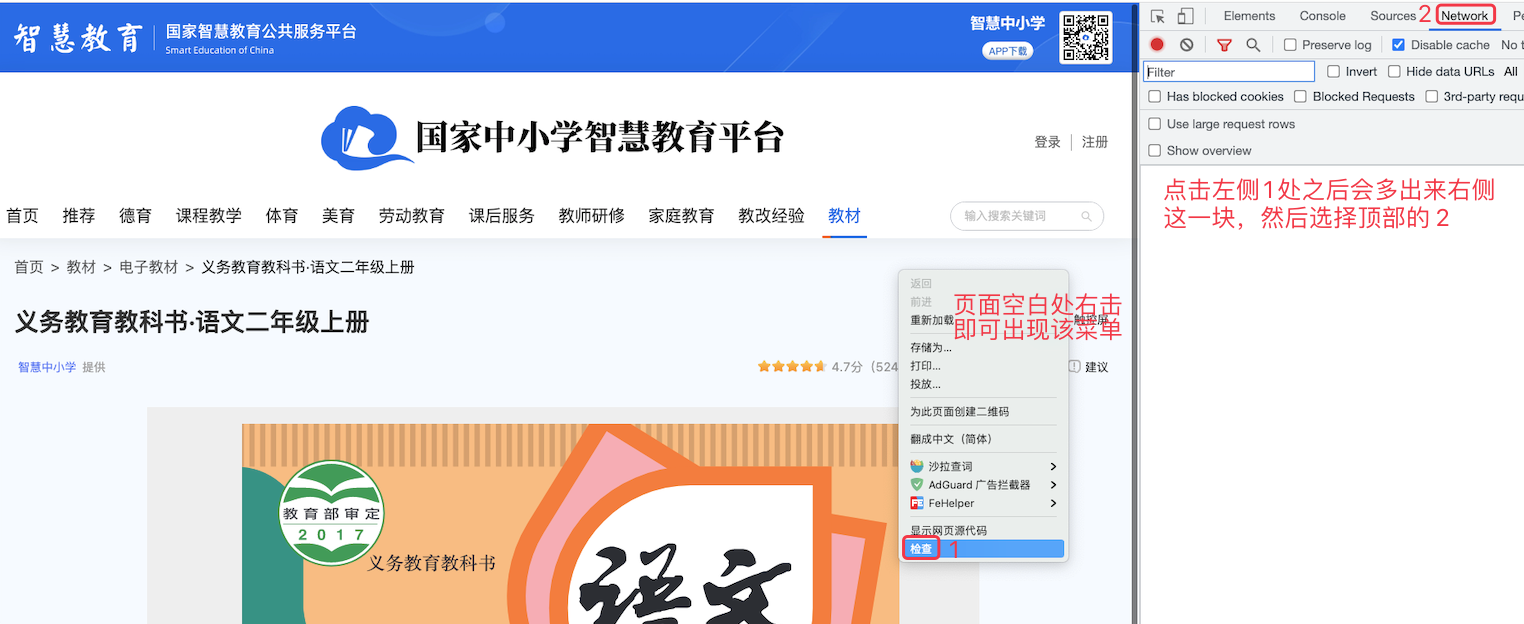 智慧教育
国家智慧教育公共服务平台
Smart Education of China
智慧中小学
APP下载
国家中小学智慧教育平台
登录 注册
首页 推荐 德育 课程教学 体育 美育 劳动教育 课后服务 教师研修 家庭教育 教改经验 教材
输入搜索关键词
首页 > 教材 > 电子教材 > 义务教育教科书·语文二年级上册
义务教育教科书·语文二年级上册
智慧中小学 提供
4.7分 (524
建议
教育部审定
2017
义务教育教科书
语文
返回
前进
重新加载
页面空白处右击
即可出现该菜单
存储为...
打印...
投放...
为此页面创建二维码
翻成中文（简体）
沙拉查词
AdGuard 广告拦截器
FeHelper
显示网页源代码
检查 1
Elements Console Sources 2 Network Pe
Preserve log Disable cache No t
Filter Invert Hide data URLs All
Has blocked cookies Blocked Requests 3rd-party requ
Use large request rows
Show overview
点击左侧1处之后会多出来右侧
这一块，然后选择顶部的 2